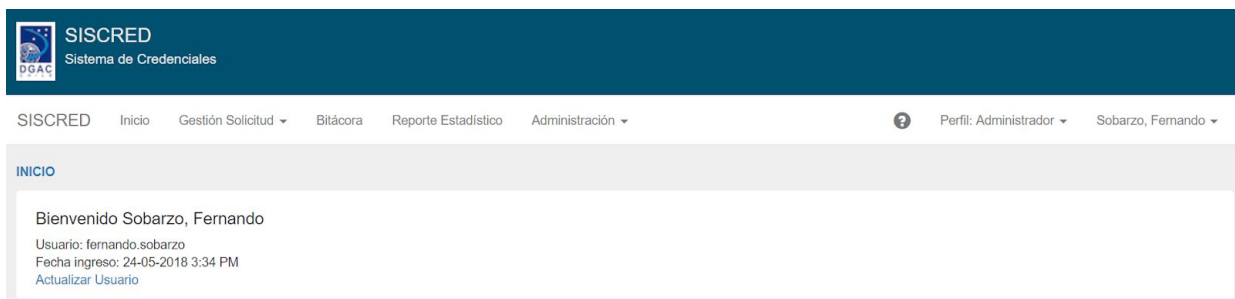 SISCRED
Sistema de Credenciales
DGAC
SISCRED Inicio Gestión Solicitud Bitácora Reporte Estadístico Administración ? Perfil: Administrador Sobarzo, Fernando
INICIO
Bienvenido Sobarzo, Fernando
Usuario: fernando.sobarzo
Fecha ingreso: 24-05-2018 3:34 PM
Actualizar Usuario